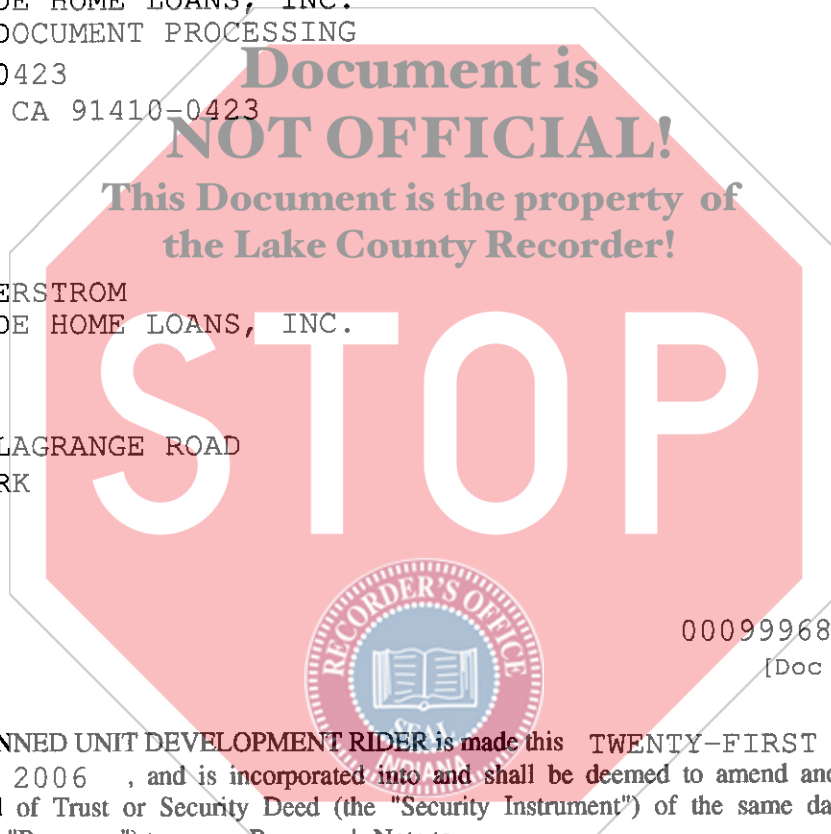 DE HOME LOANS, INC.
DOCUMENT PROCESSING
0423
CA 91410-0423
Document is
NOT OFFICIAL!
This Document is the property of
the Lake County Recorder!
ERSTROM
DE HOME LOANS, INC.
STOP
LAGRANGE ROAD
RK
RECORDER'S OFFICE
SEAL
INDIANA
00099968
[Doc
NNED UNIT DEVELOPMENT RIDER is made this TWENTY-FIRST
2006 , and is incorporated into and shall be deemed to amend and
of Trust or Security Deed (the "Security Instrument") of the same da